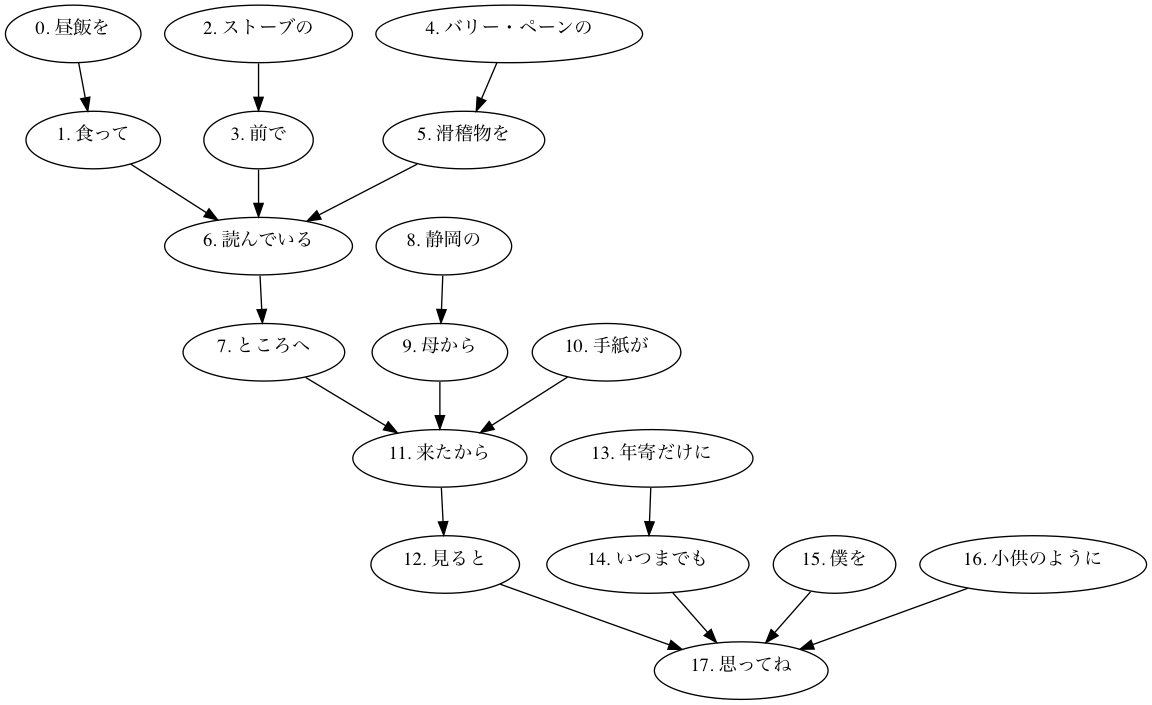 0. 昼飯を
2. ストーブの
4. バリー・ペーンの
1. 食って
3. 前で
5. 滑稽物を
6. 読んでいる
8. 静岡の
7. ところへ
9. 母から
10. 手紙が
11. 来たから
13. 年寄だけに
12. 見ると
14. いつまでも
15. 僕を
16. 小供のように
17. 思ってね